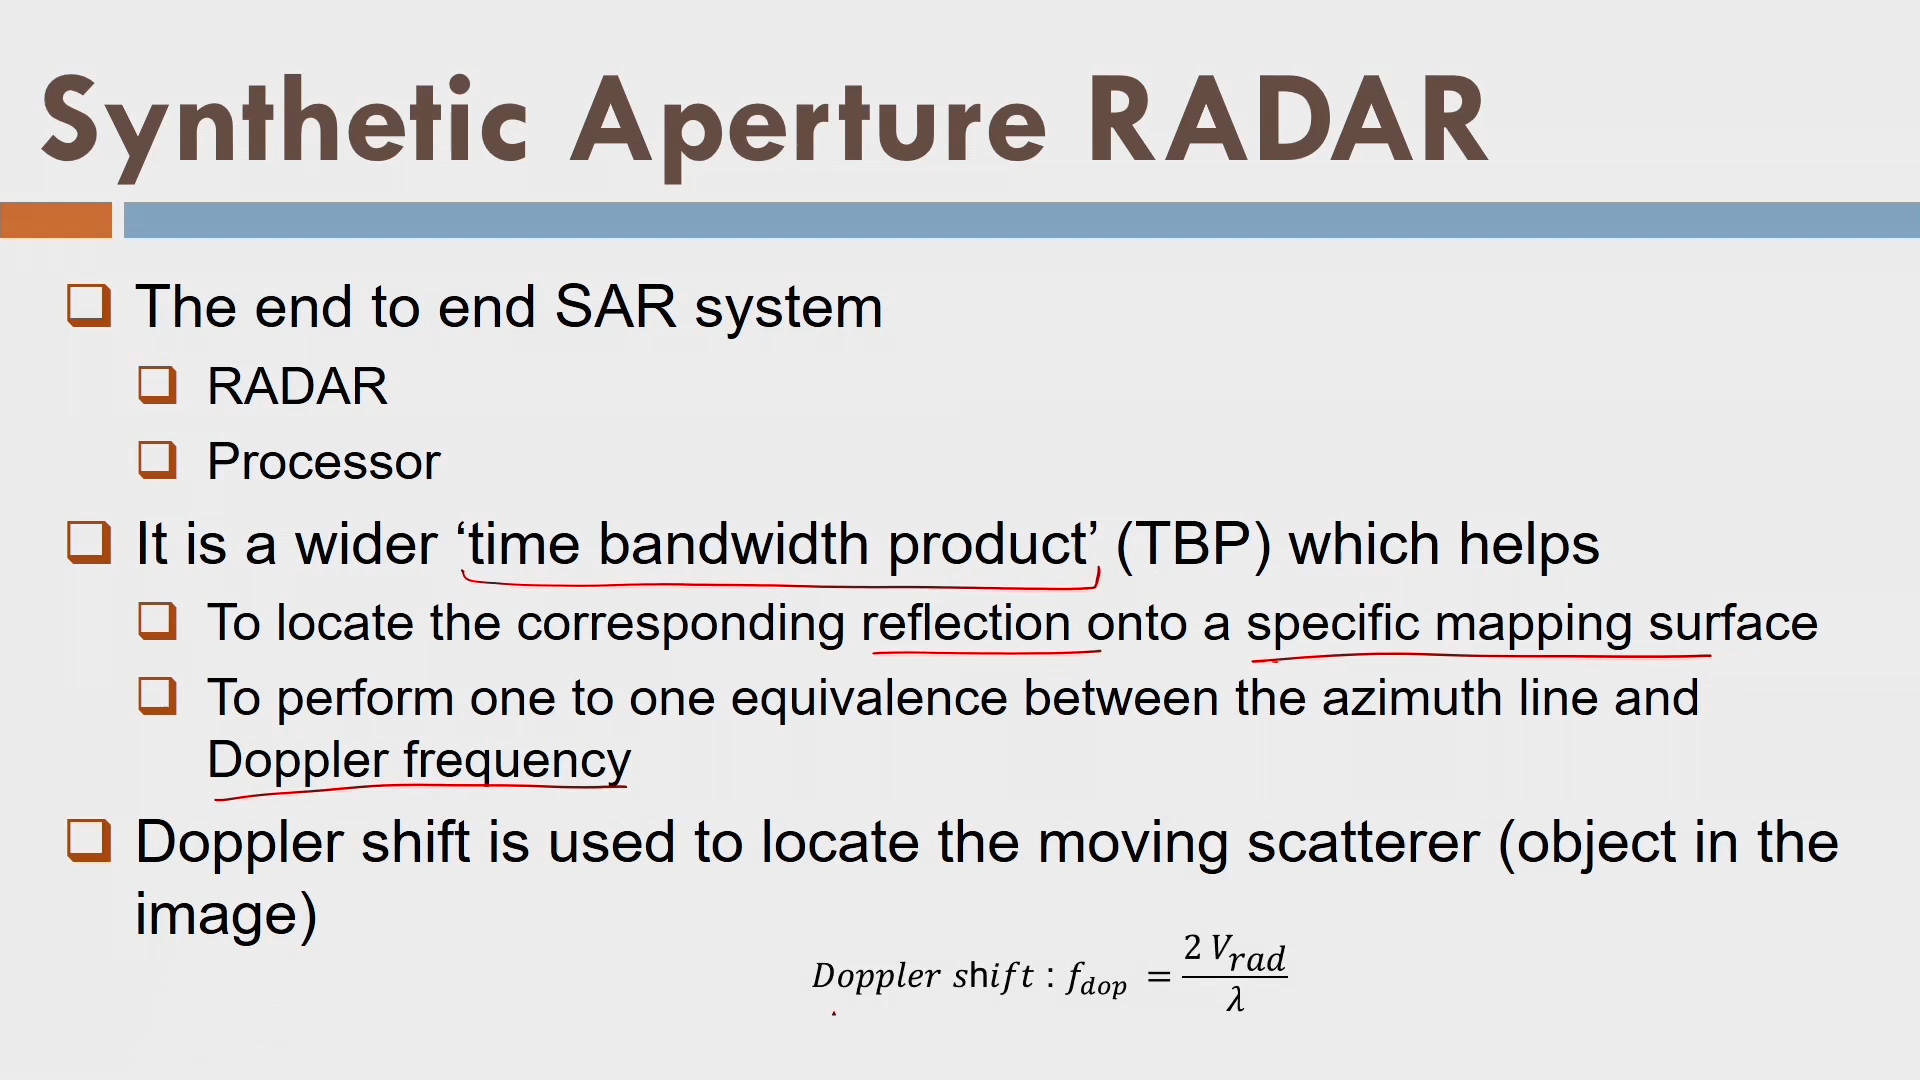 Synthetic Aperture RADAR
The end to end SAR system
RADAR
Processor
It is a wider ‘time bandwidth product’ (TBP) which helps
To locate the corresponding reflection onto a specific mapping surface
To perform one to one equivalence between the azimuth line and
Doppler frequency
Doppler shift is used to locate the moving scatterer (object in the
image)
Doppler shift : f_dop = 2 V_rad / λ